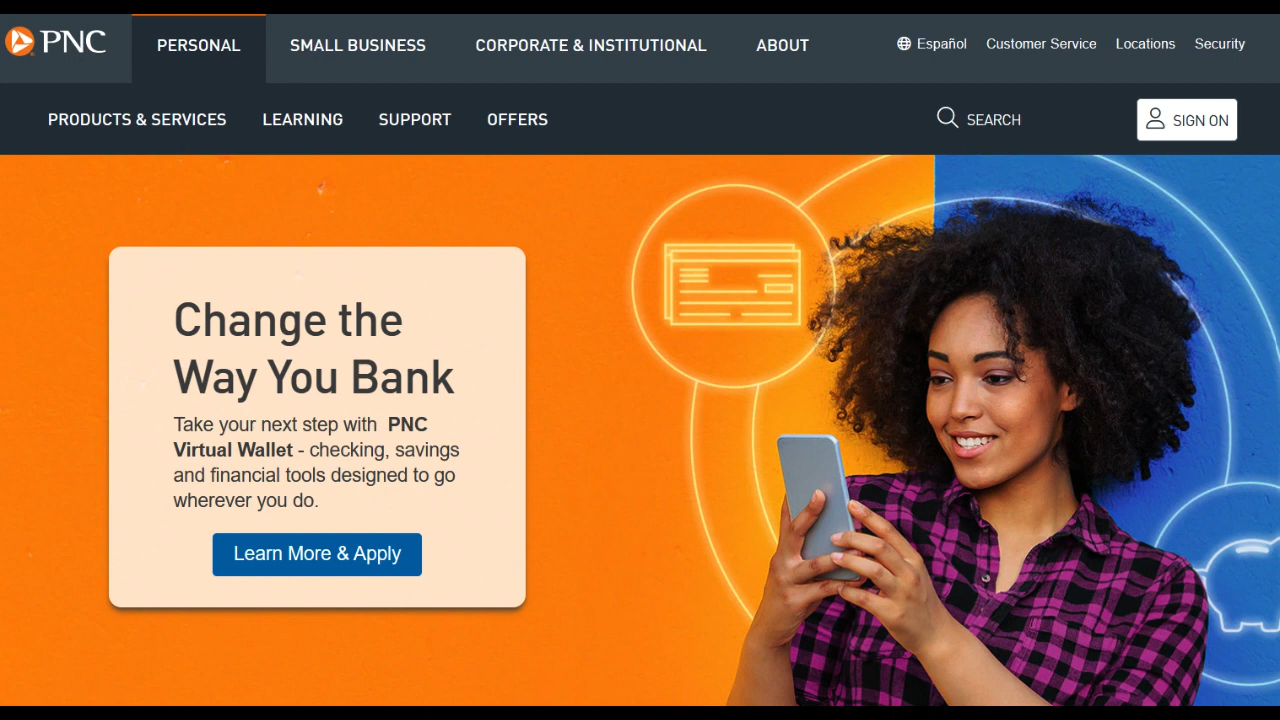 PNC
PERSONAL
SMALL BUSINESS
CORPORATE & INSTITUTIONAL
ABOUT
Español
Customer Service
Locations
Security
PRODUCTS & SERVICES
LEARNING
SUPPORT
OFFERS
SEARCH
SIGN ON
Change the
Way You Bank
Take your next step with PNC
Virtual Wallet - checking, savings
and financial tools designed to go
wherever you do.
Learn More & Apply